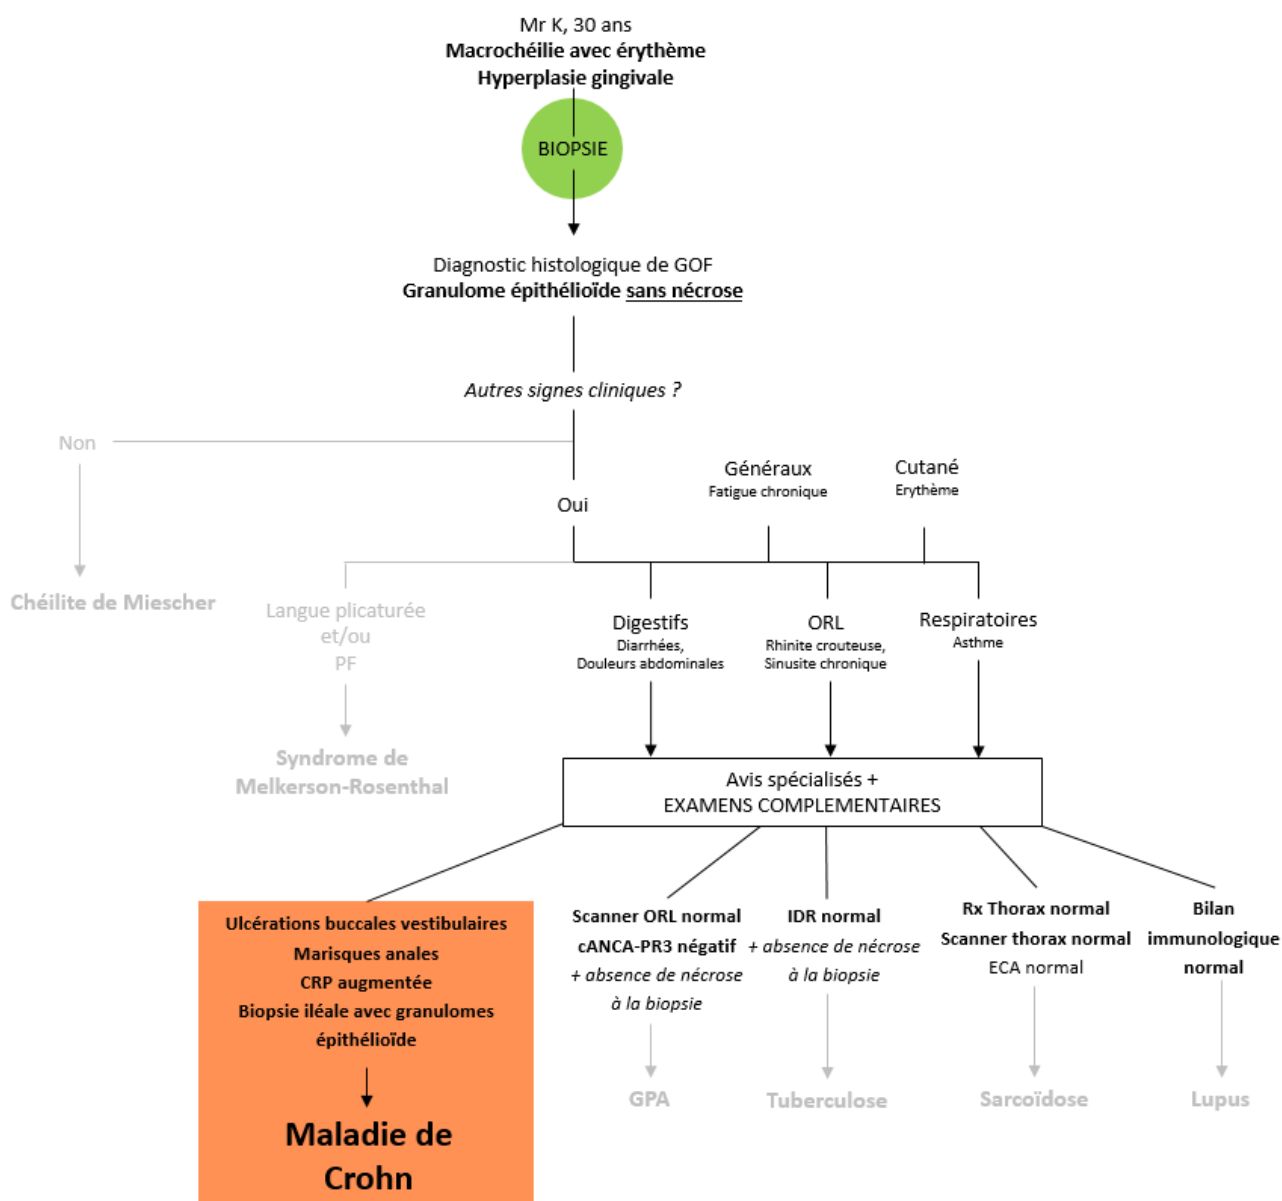 Mr K, 30 ans
Macrochéilie avec érythème
Hyperplasie gingivale
BIOPSIE
Diagnostic histologique de GOF
Granulome épithélioïde sans nécrose
Autres signes cliniques ?
Non
Oui
Généraux
Fatigue chronique
Cutané
Erythème
Chéilite de Miescher
Langue plicaturée
et/ou
PF
Syndrome de
Melkerson-Rosenthal
Digestifs
Diarrhées,
Douleurs abdominales
ORL
Rhinite crouteuse,
Sinusite chronique
Respiratoires
Asthme
Avis spécialisés +
EXAMENS COMPLEMENTAIRES
Ulcérations buccales vestibulaires
Marisques anales
CRP augmentée
Biopsie iléale avec granulomes
épithélioïde
Maladie de
Crohn
Scanner ORL normal
cANCA-PR3 négatif
+ absence de nécrose
à la biopsie
GPA
IDR normal
+ absence de nécrose
à la biopsie
Tuberculose
Rx Thorax normal
Scanner thorax normal
ECA normal
Sarcoïdose
Bilan
immunologique
normal
Lupus